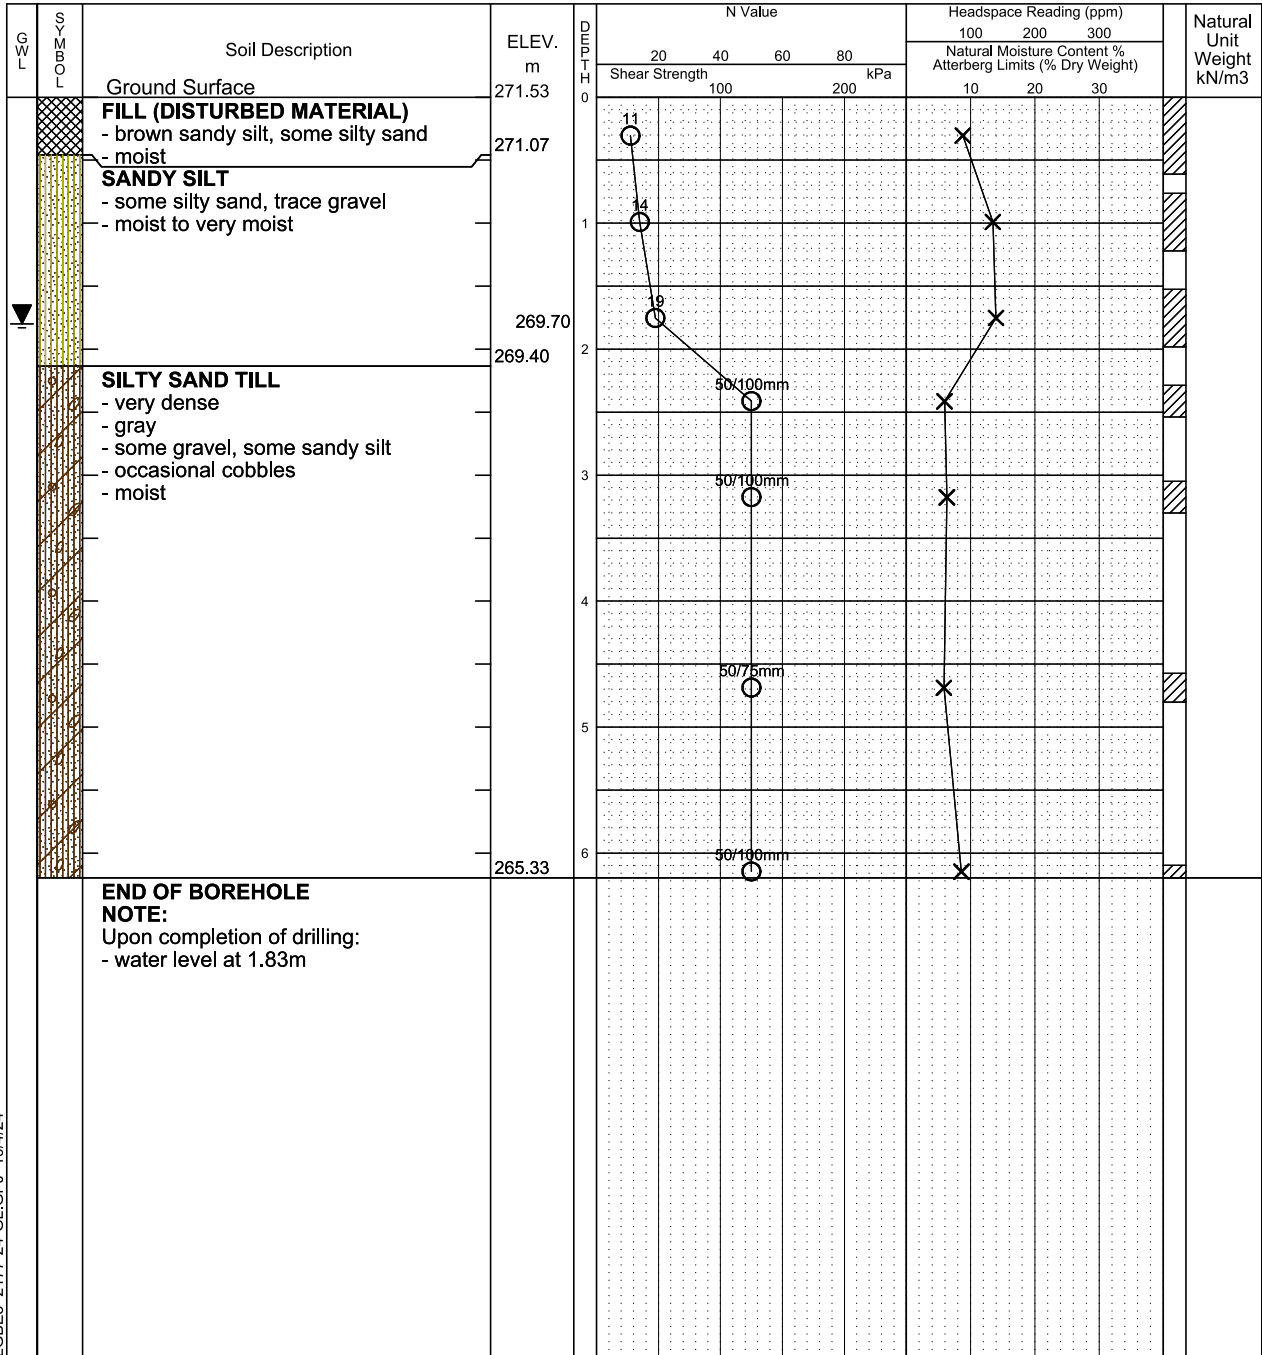 GWL
SYMBOL
Soil Description
Ground Surface
ELEV.
m
271.53
DEPTH
N Value
20 40 60 80
Shear Strength kPa
100 200
Headspace Reading (ppm)
100 200 300
Natural Moisture Content %
Atterberg Limits (% Dry Weight)
10 20 30
Natural
Unit
Weight
kN/m3
0
FILL (DISTURBED MATERIAL)
- brown sandy silt, some silty sand
- moist
271.07
11
SANDY SILT
- some silty sand, trace gravel
- moist to very moist
14
1
19
269.70
2
269.40
SILTY SAND TILL
- very dense
- gray
- some gravel, some sandy silt
- occasional cobbles
- moist
50/100mm
3
50/100mm
4
50/75mm
5
6
50/100mm
265.33
END OF BOREHOLE
NOTE:
Upon completion of drilling:
- water level at 1.83m